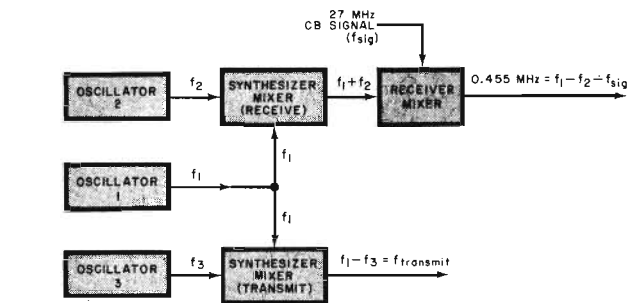 27 MHz
CB SIGNAL
(fsig)
OSCILLATOR
2
f2
SYNTHESIZER
MIXER
(RECEIVE)
f1+f2
RECEIVER
MIXER
0.455 MHz = f1-f2÷fsig
f1
OSCILLATOR
1
f1
f1
OSCILLATOR
3
f3
SYNTHESIZER
MIXER
(TRANSMIT)
f1-f3 = ftransmit